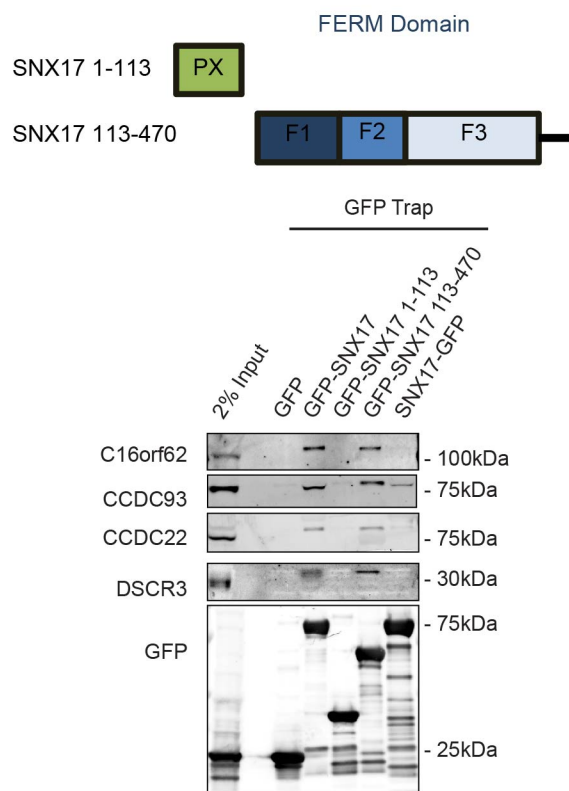 FERM Domain
SNX17 1-113
PX
SNX17 113-470
F1
F2
F3
GFP Trap
2% Input
GFP
GFP-SNX17
GFP-SNX17 1-113
GFP-SNX17 113-470
SNX17-GFP
C16orf62
- 100kDa
CCDC93
- 75kDa
CCDC22
- 75kDa
DSCR3
- 30kDa
GFP
- 75kDa
- 25kDa